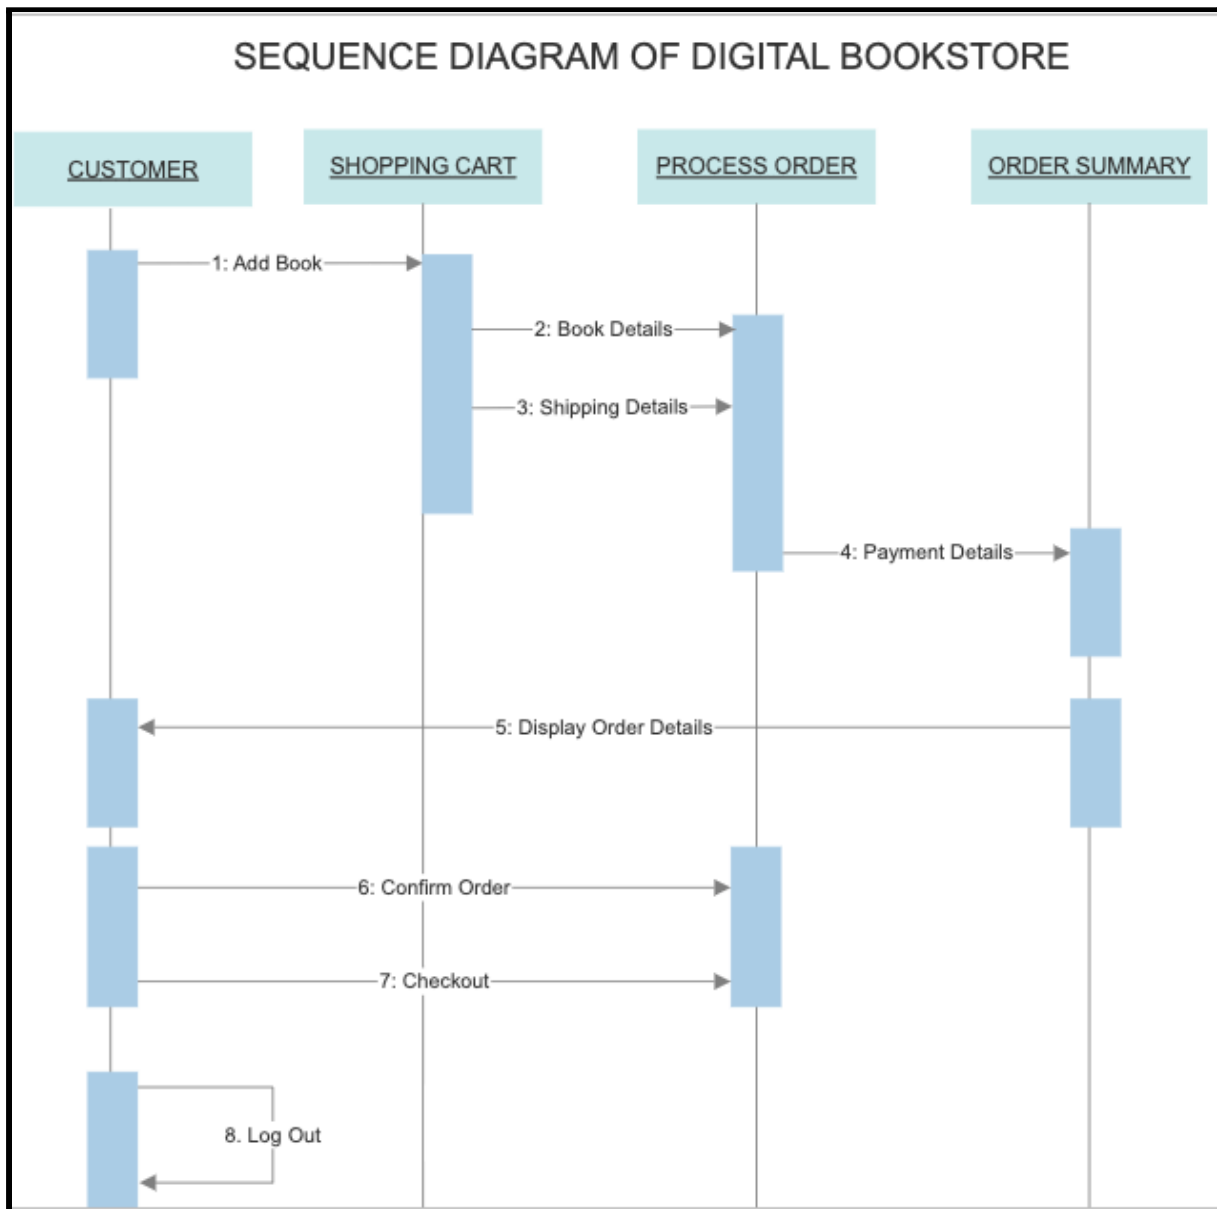 SEQUENCE DIAGRAM OF DIGITAL BOOKSTORE
CUSTOMER
SHOPPING CART
PROCESS ORDER
ORDER SUMMARY
1: Add Book
2: Book Details
3: Shipping Details
4: Payment Details
5: Display Order Details
6: Confirm Order
7: Checkout
8. Log Out